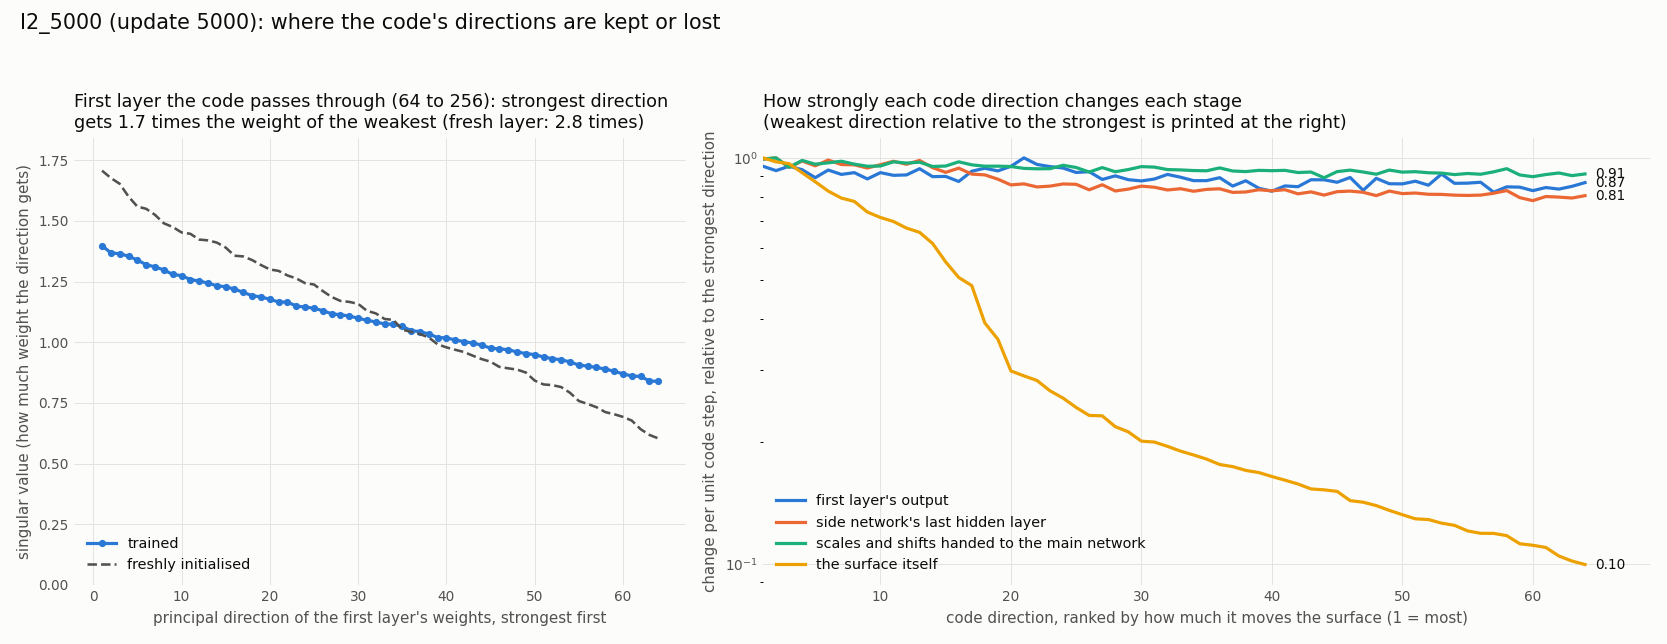 l2_5000 (update 5000): where the code's directions are kept or lost
First layer the code passes through (64 to 256): strongest direction
gets 1.7 times the weight of the weakest (fresh layer: 2.8 times)
singular value (how much weight the direction gets)
1.75
1.50
1.25
1.00
0.75
0.50
0.25
0.00
trained
freshly initialised
0
10
20
30
40
50
60
principal direction of the first layer's weights, strongest first
How strongly each code direction changes each stage
(weakest direction relative to the strongest is printed at the right)
change per unit code step, relative to the strongest direction
10⁰
10⁻¹
0.91
0.87
0.81
0.10
first layer's output
side network's last hidden layer
scales and shifts handed to the main network
the surface itself
10
20
30
40
50
60
code direction, ranked by how much it moves the surface (1 = most)